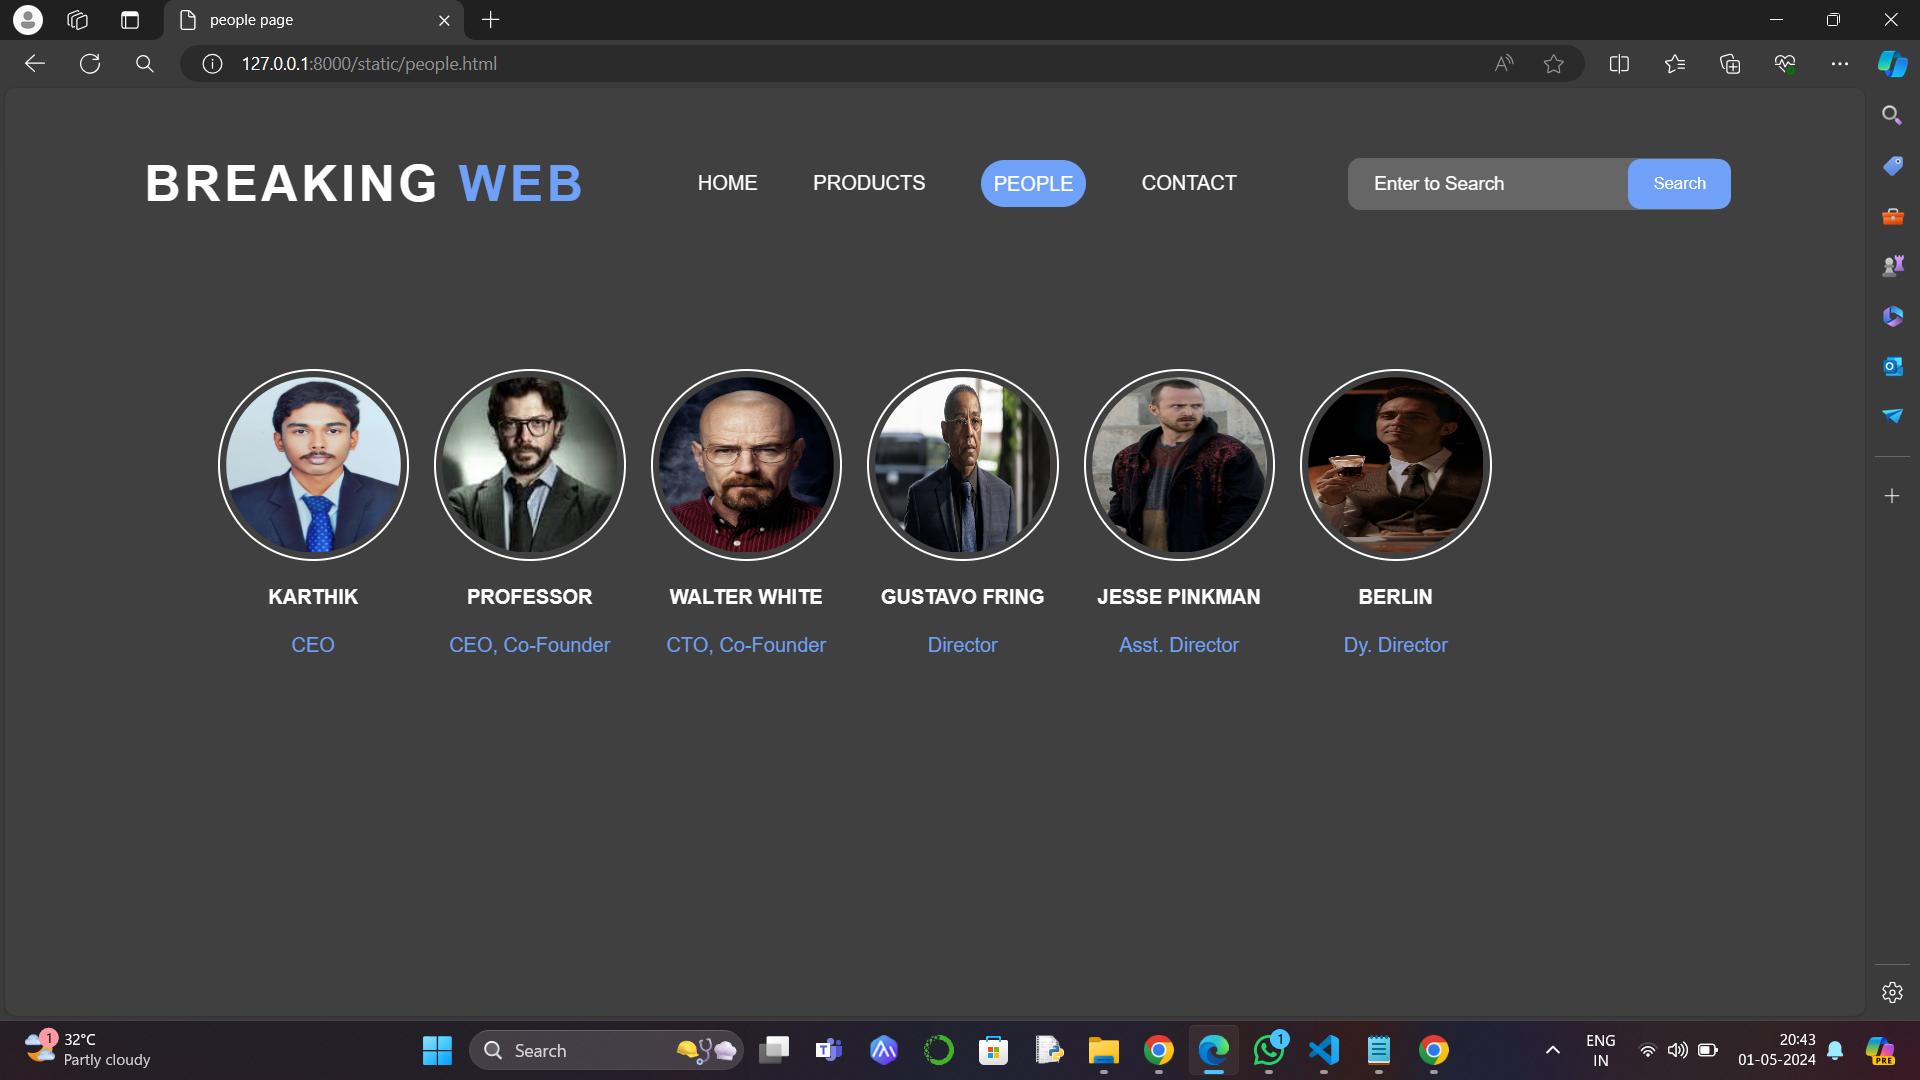 people page
127.0.0.1:8000/static/people.html
BREAKING WEB
HOME
PRODUCTS
PEOPLE
CONTACT
Enter to Search
Search
KARTHIK
PROFESSOR
WALTER WHITE
GUSTAVO FRING
JESSE PINKMAN
BERLIN
CEO
CEO, Co-Founder
CTO, Co-Founder
Director
Asst. Director
Dy. Director
1
32°C
Partly cloudy
Search
1
ENG
IN
20:43
01-05-2024
PRE